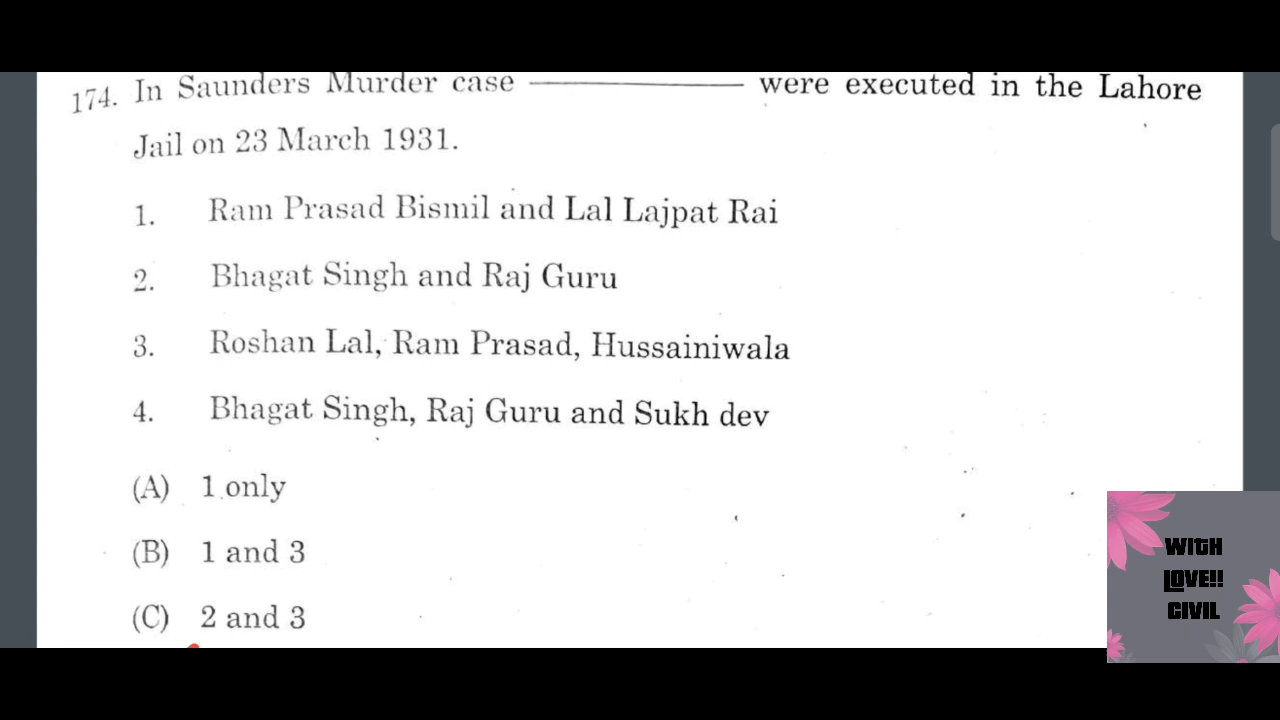 174. In Saunders Murder case ________ were executed in the Lahore
Jail on 23 March 1931.
1. Ram Prasad Bismil and Lal Lajpat Rai
2. Bhagat Singh and Raj Guru
3. Roshan Lal, Ram Prasad, Hussainiwala
4. Bhagat Singh, Raj Guru and Sukh dev
(A) 1 only
(B) 1 and 3
(C) 2 and 3
WITH
LOVE!!
CIVIL